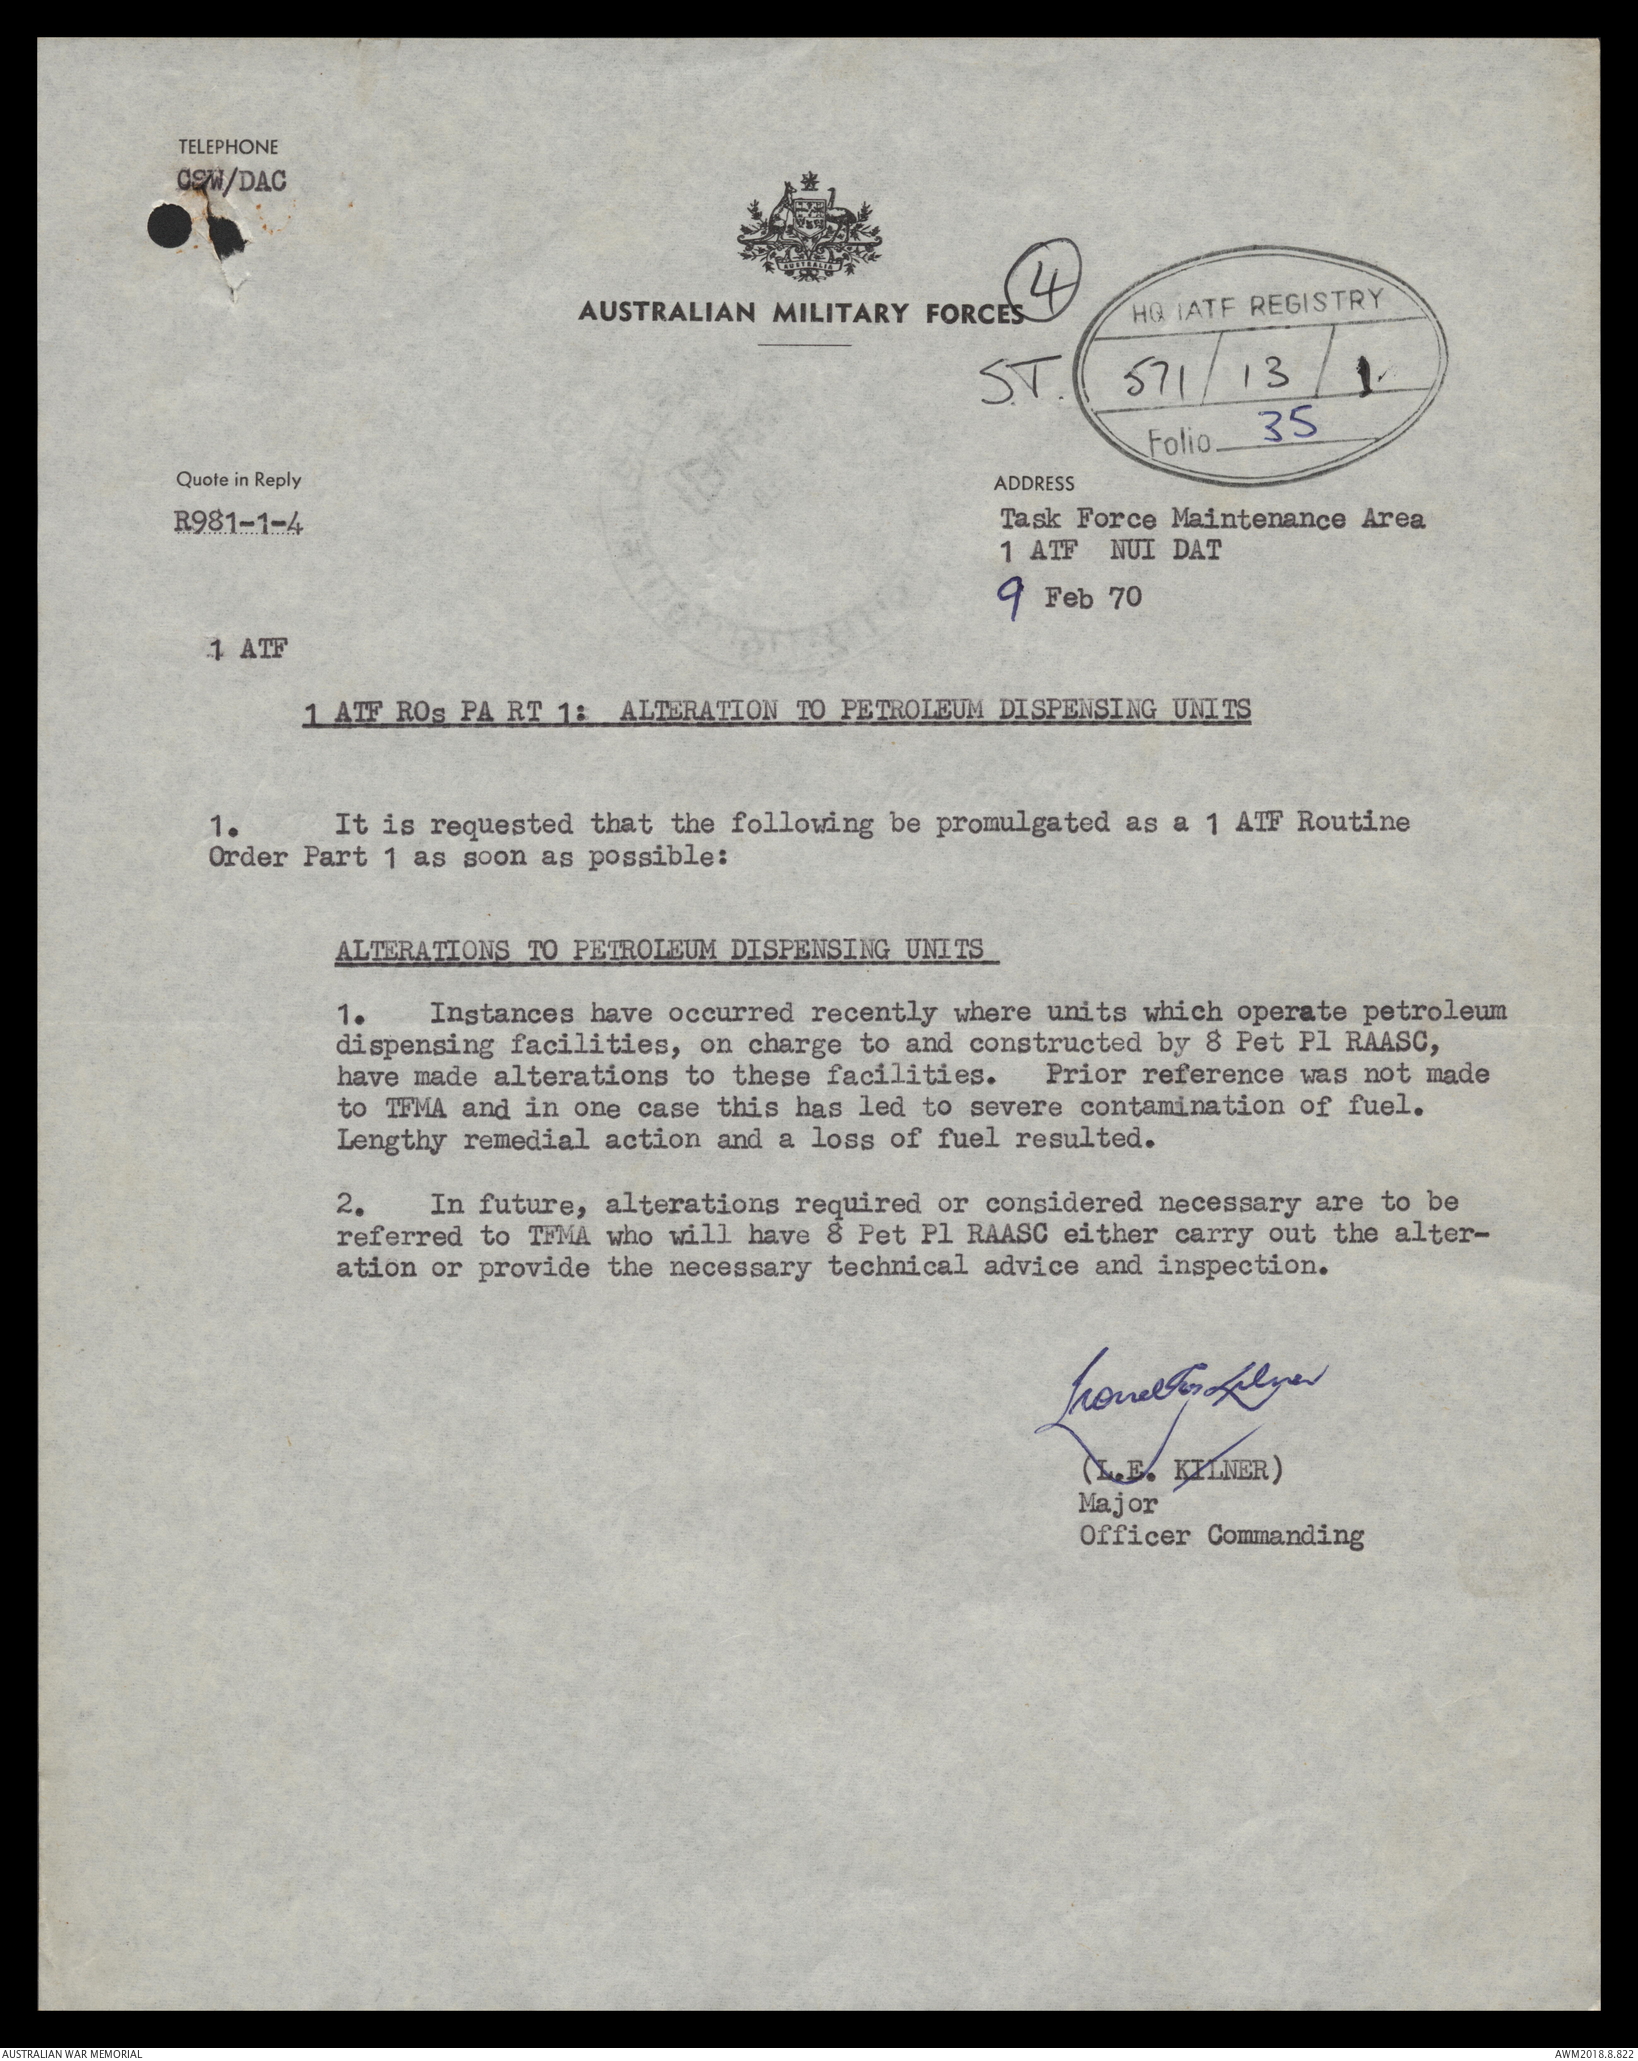 TELEPHONE
CSW/DAC
AUSTRALIA
AUSTRALIAN MILITARY FORCES
4
HQ 1ATF REGISTRY
S.T.
571/13/1
Folio 35
Quote in Reply
R981-1-4
ADDRESS
Task Force Maintenance Area
1 ATF NUI DAT
9 Feb 70
1 ATF
1 ATF ROs PA RT 1: ALTERATION TO PETROLEUM DISPENSING UNITS
1. It is requested that the following be promulgated as a 1 ATF Routine
Order Part 1 as soon as possible:
ALTERATIONS TO PETROLEUM DISPENSING UNITS
1. Instances have occurred recently where units which operate petroleum
dispensing facilities, on charge to and constructed by 8 Pet Pl RAASC,
have made alterations to these facilities. Prior reference was not made
to TFMA and in one case this has led to severe contamination of fuel.
Lengthy remedial action and a loss of fuel resulted.
2. In future, alterations required or considered necessary are to be
referred to TFMA who will have 8 Pet Pl RAASC either carry out the alter-
ation or provide the necessary technical advice and inspection.
(L.E. KILNER)
Major
Officer Commanding
AUSTRALIAN WAR MEMORIAL
AWM2018.8.822